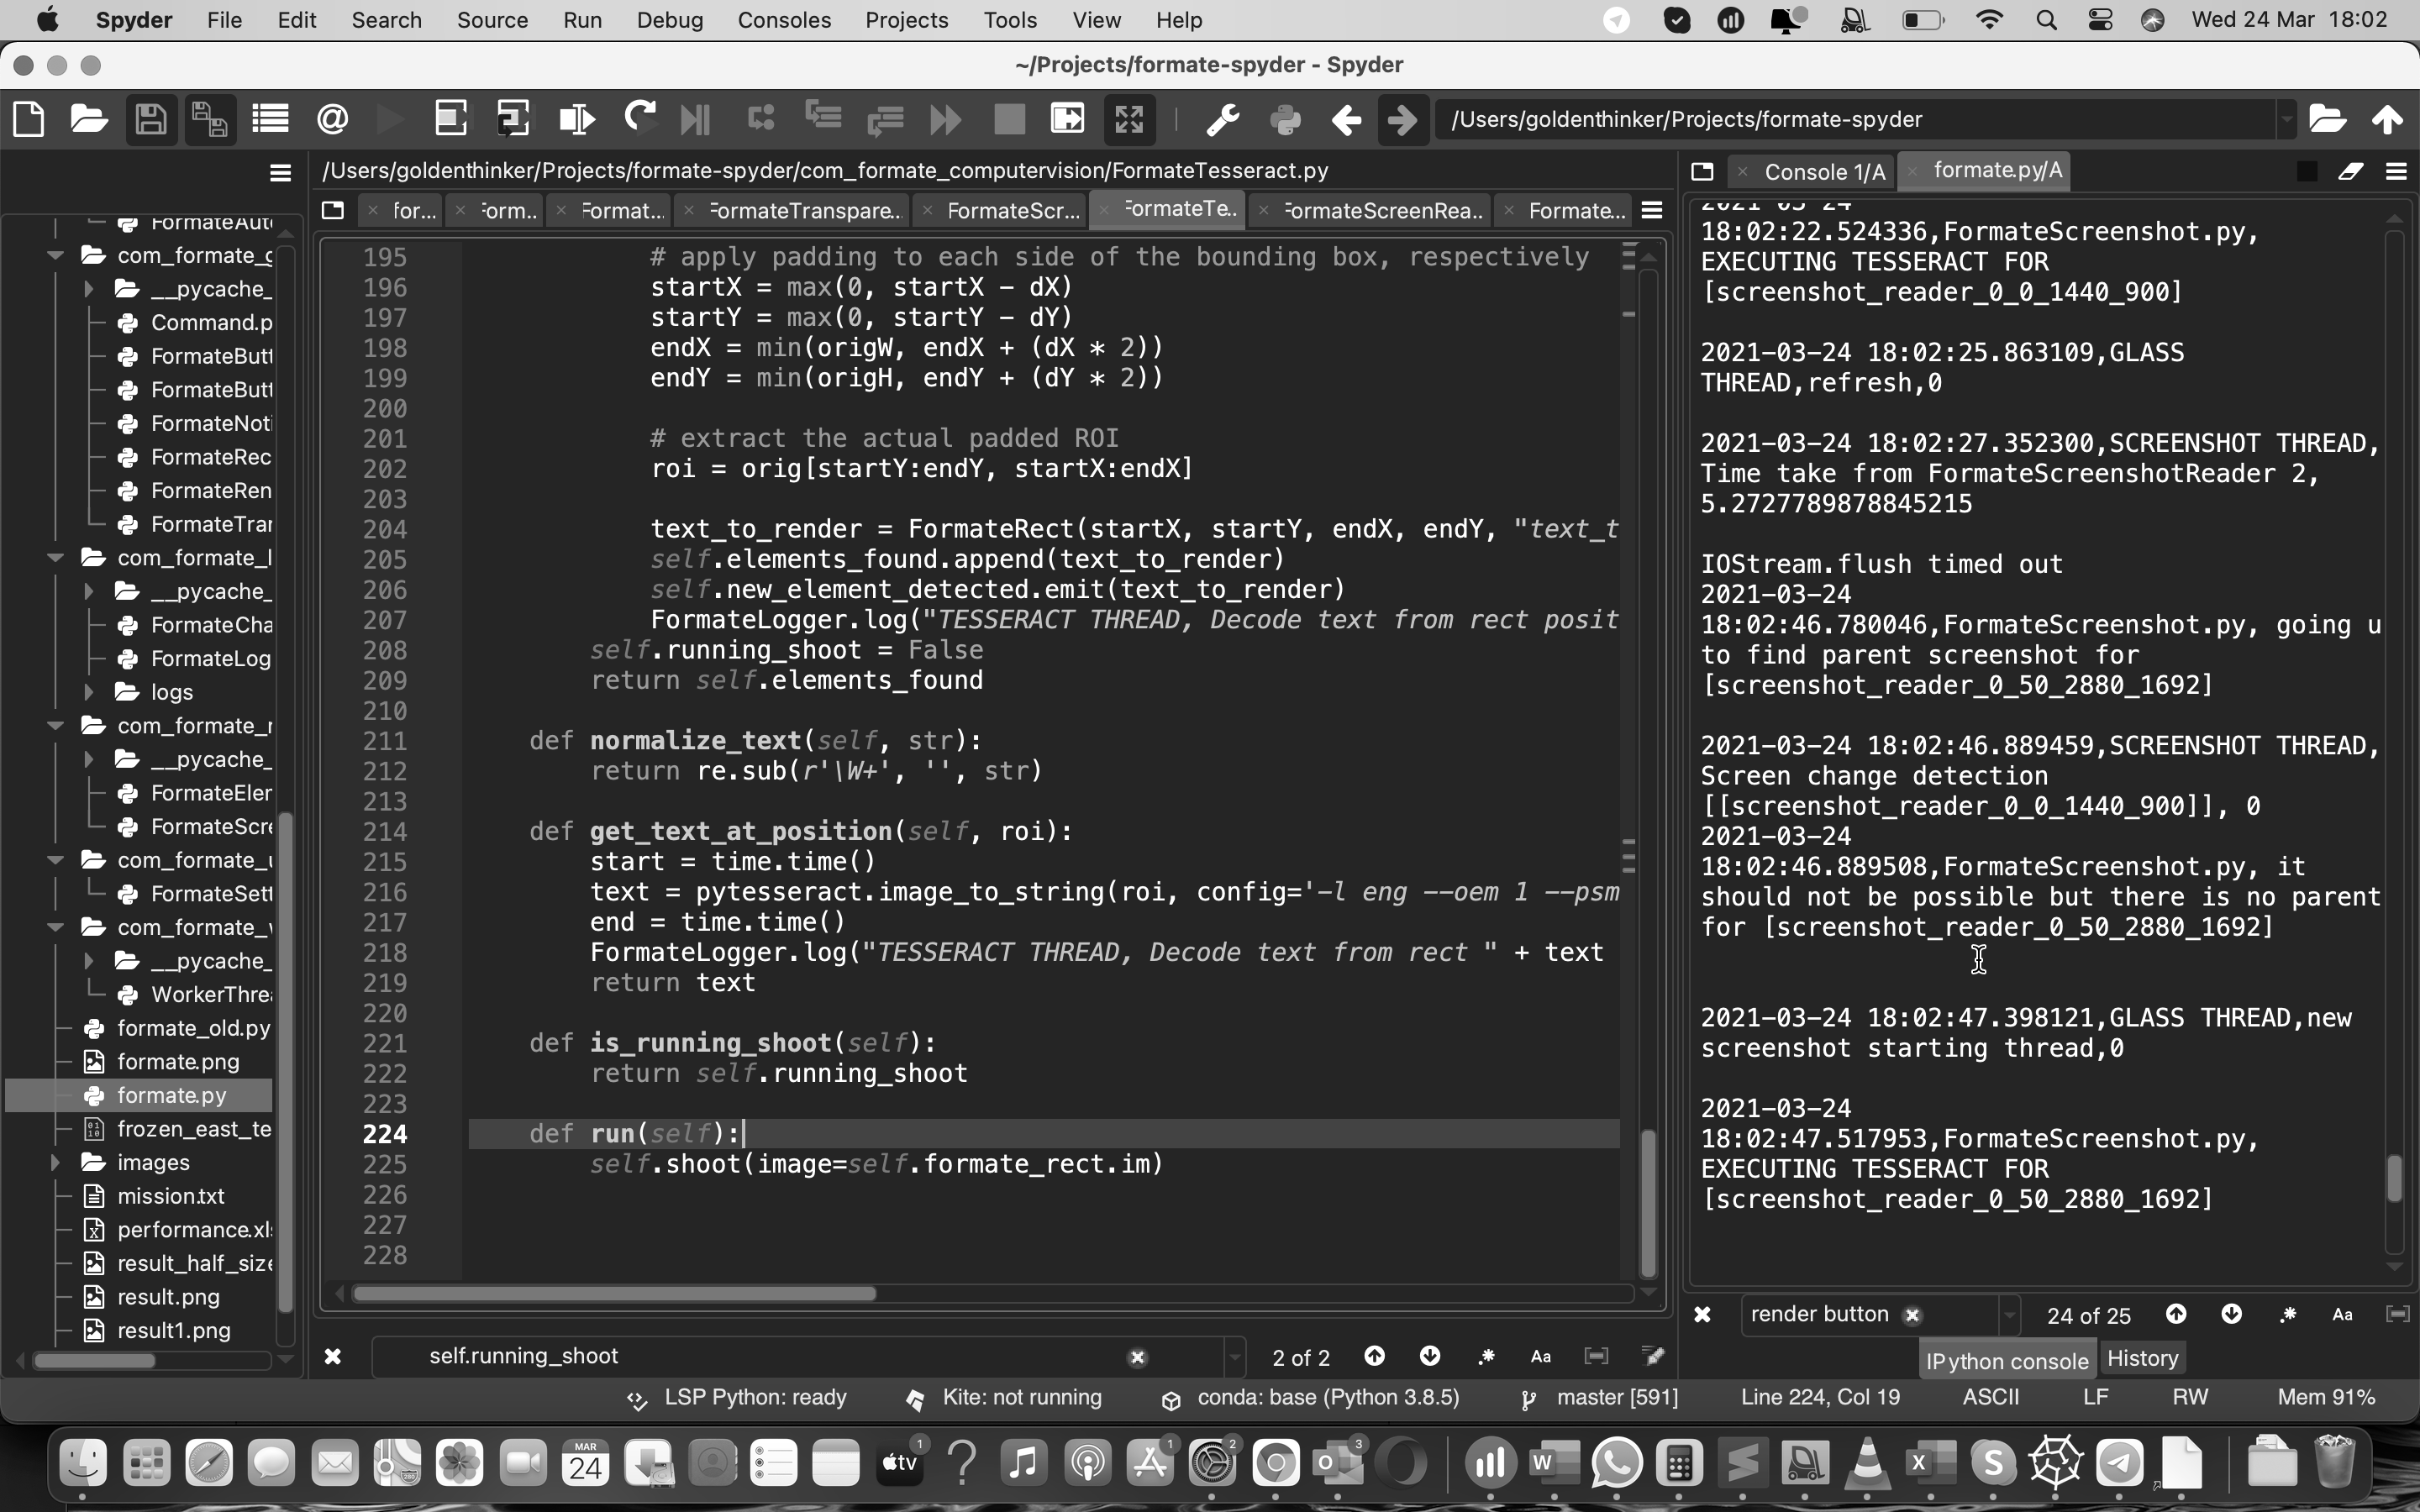 Spyder File Edit Search Source Run Debug Consoles Projects Tools View Help Wed 24 Mar 18:02
~/Projects/formate-spyder - Spyder
/Users/goldenthinker/Projects/formate-spyder
/Users/goldenthinker/Projects/formate-spyder/com_formate_computervision/FormateTesseract.py
for... Form.. Format... FormateTranspare... FormateScr... FormateTe.. FormateScreenRea.. Formate...
Console 1/A formate.py/A
FormateAut
com_formate_g
__pycache_
Command.p
FormateButt
FormateButt
FormateNoti
FormateRec
FormateRen
FormateTrar
com_formate_l
__pycache_
FormateCha
FormateLog
logs
com_formate_r
__pycache_
FormateElem
FormateScre
com_formate_u
FormateSett
com_formate_w
__pycache_
WorkerThrea
formate_old.py
formate.png
formate.py
frozen_east_te
images
mission.txt
performance.xls
result_half_size
result.png
result1.png
195 # apply padding to each side of the bounding box, respectively
196 startX = max(0, startX - dX)
197 startY = max(0, startY - dY)
198 endX = min(origW, endX + (dX * 2))
199 endY = min(origH, endY + (dY * 2))
200
201 # extract the actual padded ROI
202 roi = orig[startY:endY, startX:endX]
203
204 text_to_render = FormateRect(startX, startY, endX, endY, "text_t
205 self.elements_found.append(text_to_render)
206 self.new_element_detected.emit(text_to_render)
207 FormateLogger.log("TESSERACT THREAD, Decode text from rect posit
208 self.running_shoot = False
209 return self.elements_found
210
211 def normalize_text(self, str):
212 return re.sub(r'\W+', '', str)
213
214 def get_text_at_position(self, roi):
215 start = time.time()
216 text = pytesseract.image_to_string(roi, config='-l eng --oem 1 --psm
217 end = time.time()
218 FormateLogger.log("TESSERACT THREAD, Decode text from rect " + text
219 return text
220
221 def is_running_shoot(self):
222 return self.running_shoot
223
224 def run(self):
225 self.shoot(image=self.formate_rect.im)
226
227
228
2021-03-24
18:02:22.524336,FormateScreenshot.py,
EXECUTING TESSERACT FOR
[screenshot_reader_0_0_1440_900]
2021-03-24 18:02:25.863109,GLASS
THREAD,refresh,0
2021-03-24 18:02:27.352300,SCREENSHOT THREAD,
Time take from FormateScreenshotReader 2,
5.2727789878845215
IOStream.flush timed out
2021-03-24
18:02:46.780046,FormateScreenshot.py, going u
to find parent screenshot for
[screenshot_reader_0_50_2880_1692]
2021-03-24 18:02:46.889459,SCREENSHOT THREAD,
Screen change detection
[[screenshot_reader_0_0_1440_900]], 0
2021-03-24
18:02:46.889508,FormateScreenshot.py, it
should not be possible but there is no parent
for [screenshot_reader_0_50_2880_1692]
2021-03-24 18:02:47.398121,GLASS THREAD,new
screenshot starting thread,0
2021-03-24
18:02:47.517953,FormateScreenshot.py,
EXECUTING TESSERACT FOR
[screenshot_reader_0_50_2880_1692]
render button 24 of 25 Aa
IPython console History
self.running_shoot 2 of 2 Aa
LSP Python: ready Kite: not running conda: base (Python 3.8.5) master [591] Line 224, Col 19 ASCII LF RW Mem 91%
MAR
24
tv
1
1
2
3